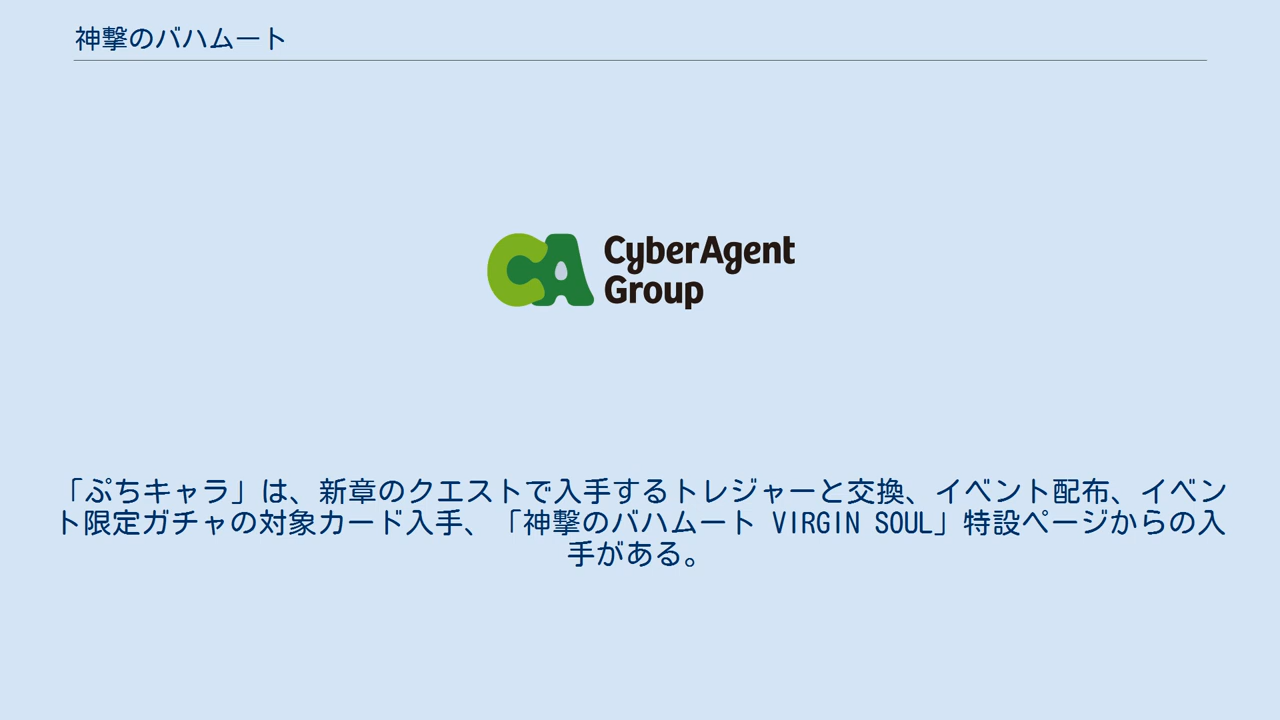 神撃のバハムート
CyberAgent
Group
「ぷちキャラ」は、新章のクエストで入手するトレジャーと交換、イベント配布、イベン
ト限定ガチャの対象カード入手、「神撃のバハムート VIRGIN SOUL」特設ページからの入
手がある。